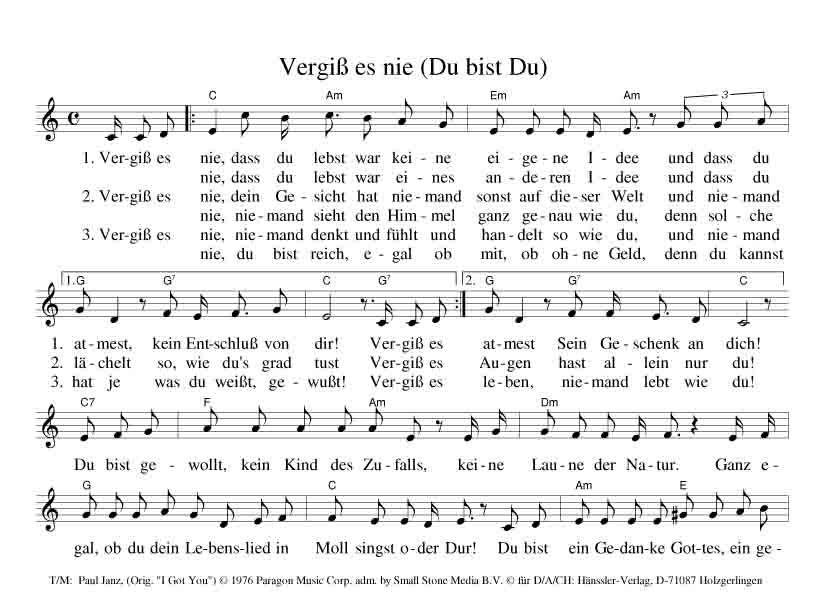 Vergiß es nie (Du bist Du)
C Am Em Am 3
1. Ver-giß es nie, dass du lebst war kei - ne ei - ge - ne I - dee und dass du
nie, dass du lebst war ei - nes an - de - ren I - dee und dass du
2. Ver-giß es nie, dein Ge - sicht hat nie - mand sonst auf die - ser Welt und nie - mand
nie, nie - mand sieht den Him - mel ganz ge - nau wie du, denn sol - che
3. Ver-giß es nie, nie - mand denkt und fühlt und han - delt so wie du, und nie - mand
nie, du bist reich, e - gal ob mit, ob oh - ne Geld, denn du kannst
1. G G7 C G7 2. G G7 C
1. at - mest, kein Ent-schluß von dir! Ver-giß es at - mest Sein Ge - schenk an dich!
2. lä - chelt so, wie du's grad tust Ver-giß es Au - gen hast al - lein nur du!
3. hat je was du weißt, ge - wußt! Ver-giß es le - ben, nie - mand lebt wie du!
C7 F Am Dm
Du bist ge - wollt, kein Kind des Zu - falls, kei - ne Lau - ne der Na - tur. Ganz e -
G C Am E
gal, ob du dein Le - bens - lied in Moll singst o - der Dur! Du bist ein Ge - dan - ke Got - tes, ein ge -
T/M: Paul Janz, (Orig. "I Got You") © 1976 Paragon Music Corp. adm. by Small Stone Media B.V. © für D/A/CH: Hänssler-Verlag, D-71087 Holzgerlingen